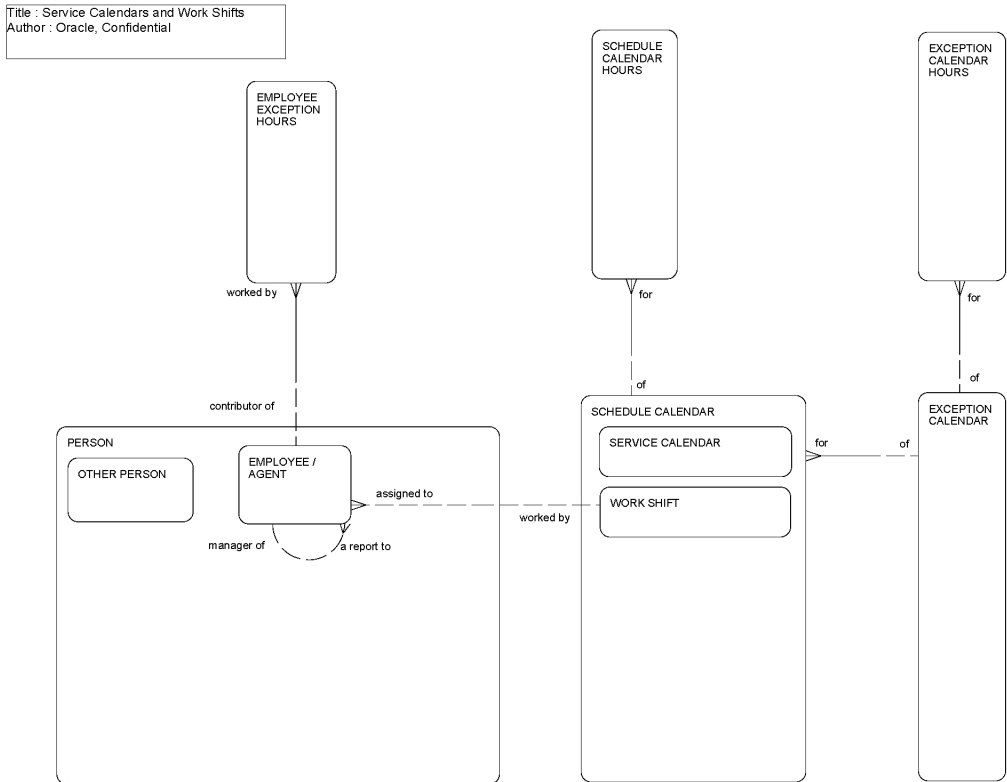 Title : Service Calendars and Work Shifts
Author : Oracle, Confidential
SCHEDULE
CALENDAR
HOURS
EXCEPTION
CALENDAR
HOURS
EMPLOYEE
EXCEPTION
HOURS
worked by
for
for
of
of
contributor of
SCHEDULE CALENDAR
EXCEPTION
CALENDAR
PERSON
SERVICE CALENDAR
for
of
OTHER PERSON
EMPLOYEE /
AGENT
assigned to
WORK SHIFT
worked by
manager of
a report to